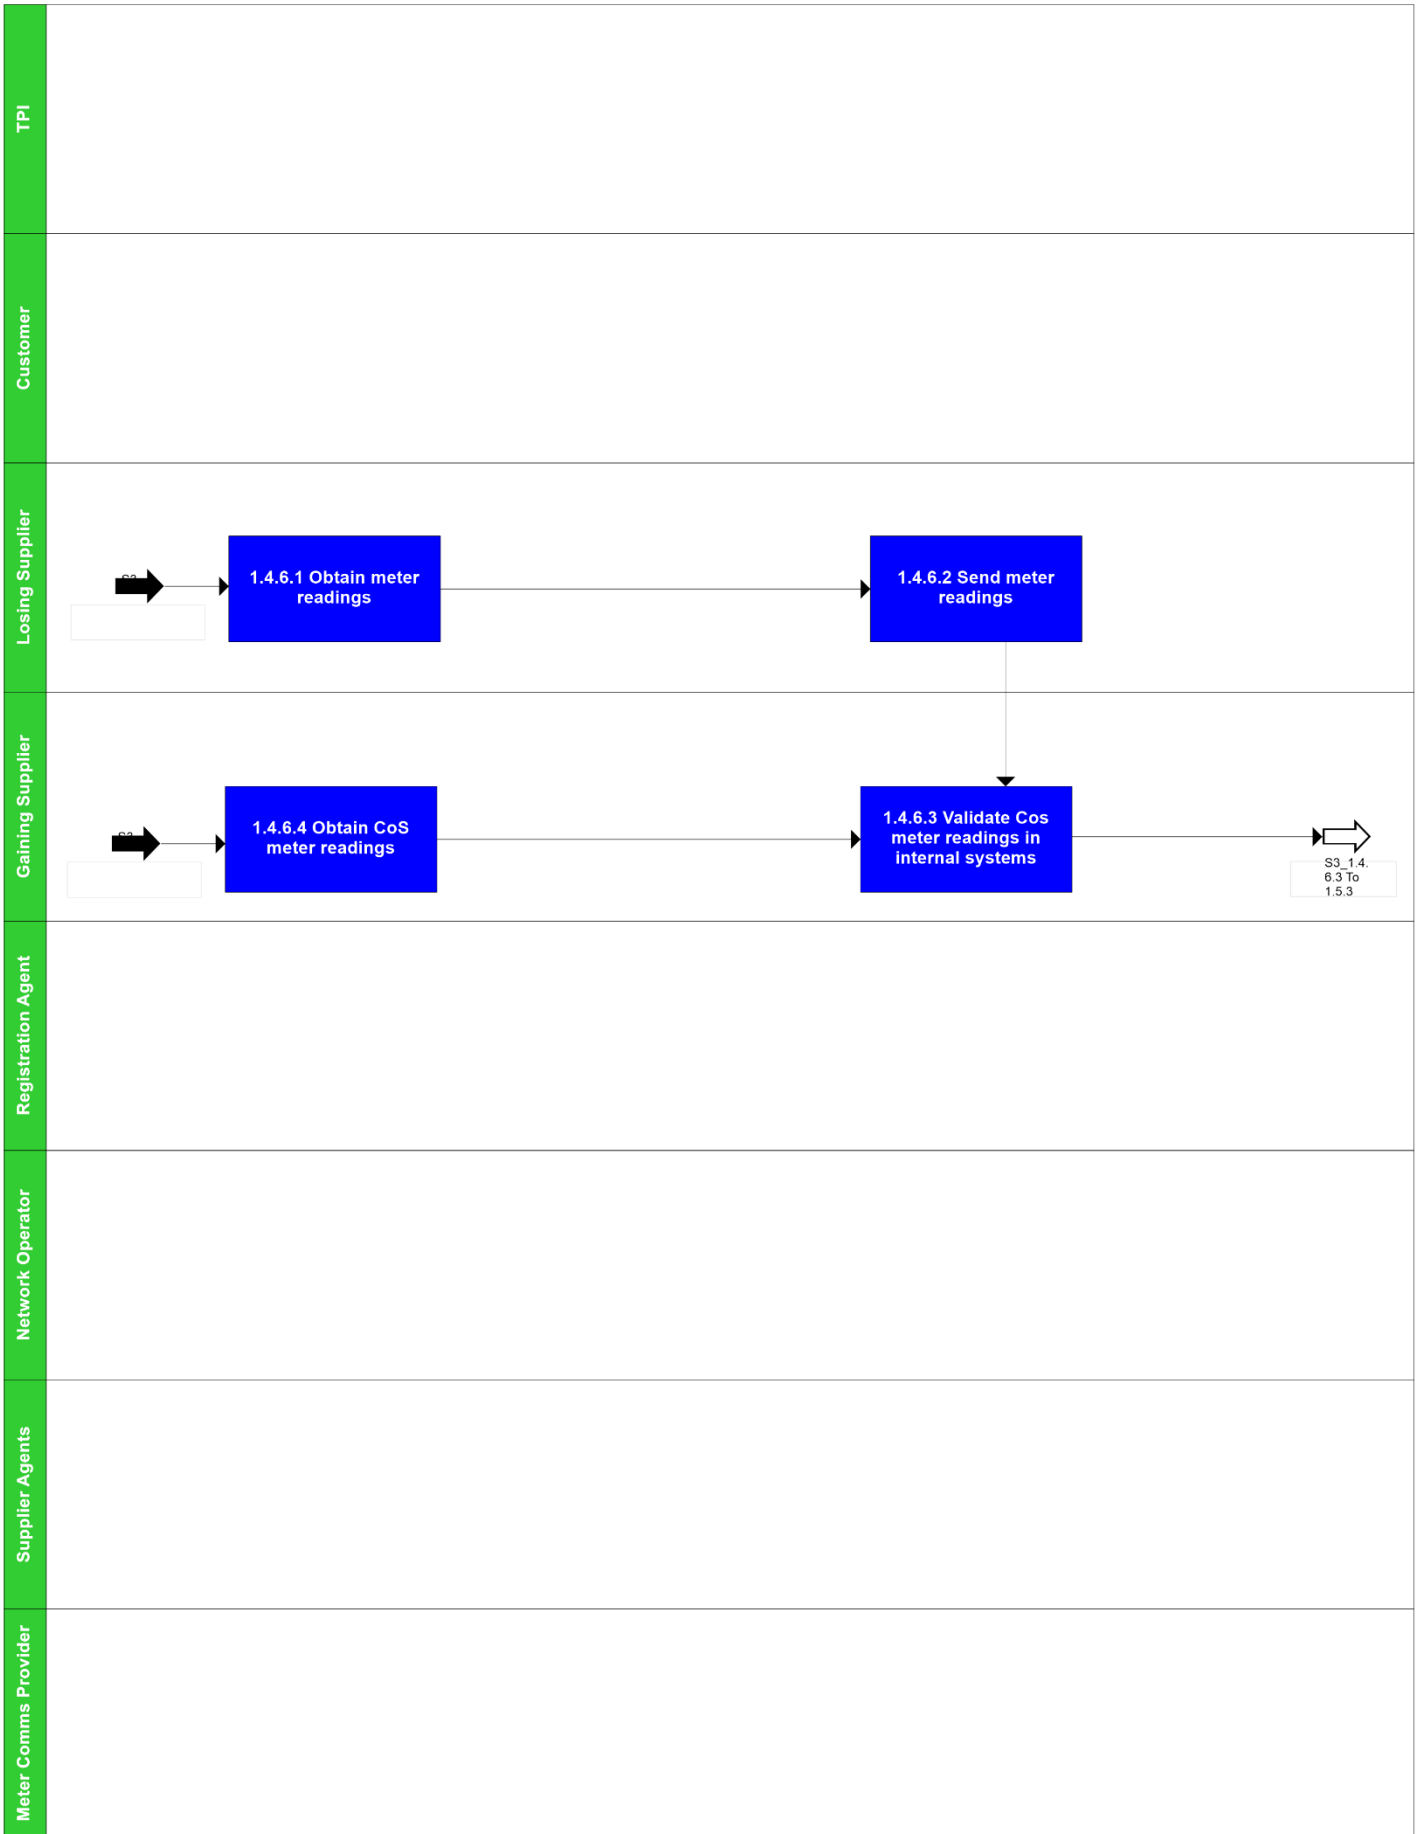 TPI
Customer
Losing Supplier
1.4.6.1 Obtain meter
readings
1.4.6.2 Send meter
readings
Gaining Supplier
1.4.6.4 Obtain CoS
meter readings
1.4.6.3 Validate Cos
meter readings in
internal systems
S3_1.4.
6.3 To
1.5.3
Registration Agent
Network Operator
Supplier Agents
Meter Comms Provider